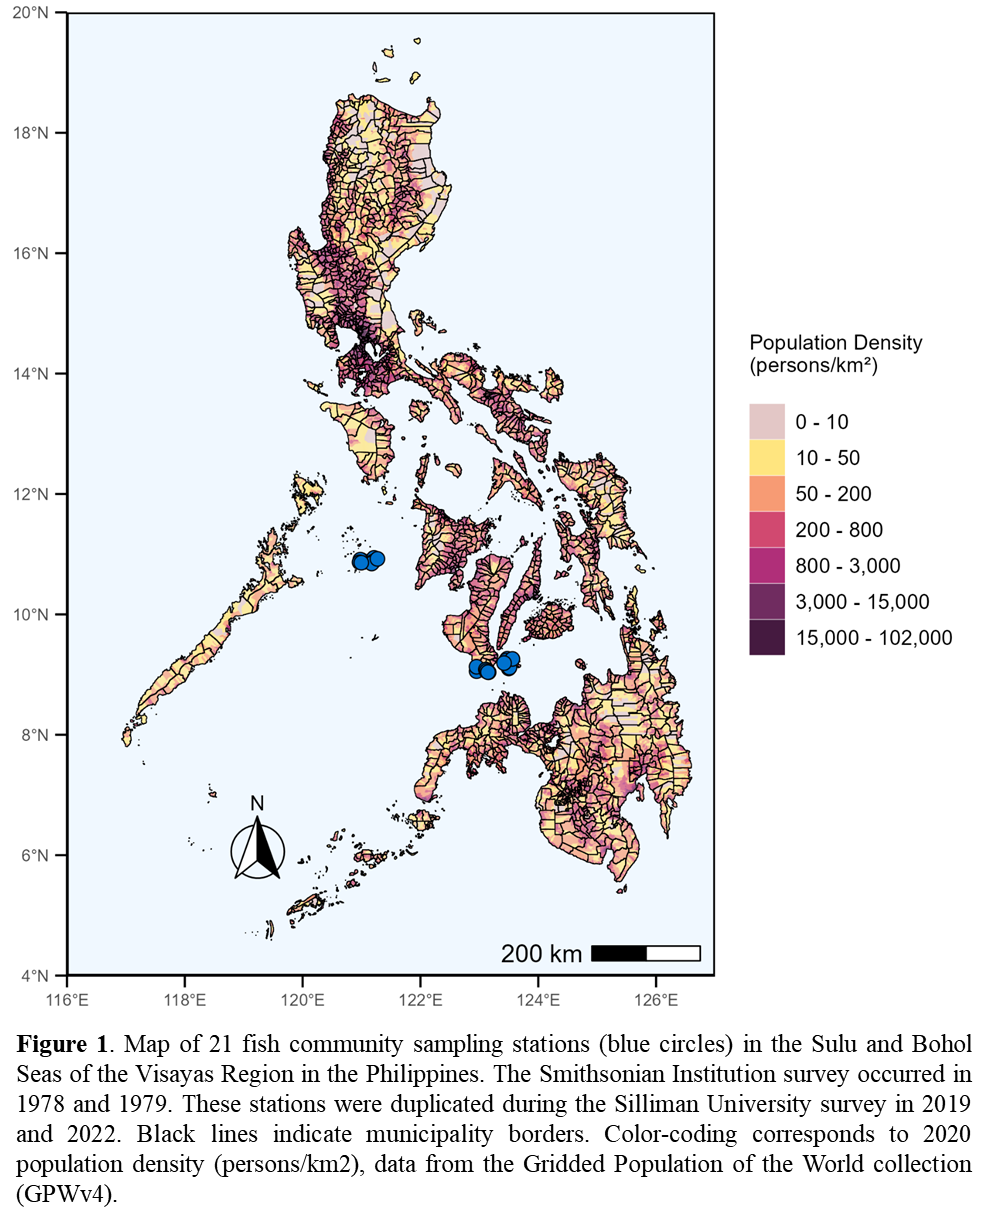 20°N
18°N
16°N
14°N
12°N
10°N
8°N
6°N
4°N
116°E
118°E
120°E
122°E
124°E
126°E
N
200 km
Population Density
(persons/km²)
0 - 10
10 - 50
50 - 200
200 - 800
800 - 3,000
3,000 - 15,000
15,000 - 102,000
Figure 1. Map of 21 fish community sampling stations (blue circles) in the Sulu and Bohol
Seas of the Visayas Region in the Philippines. The Smithsonian Institution survey occurred in
1978 and 1979. These stations were duplicated during the Silliman University survey in 2019
and 2022. Black lines indicate municipality borders. Color-coding corresponds to 2020
population density (persons/km2), data from the Gridded Population of the World collection
(GPWv4).